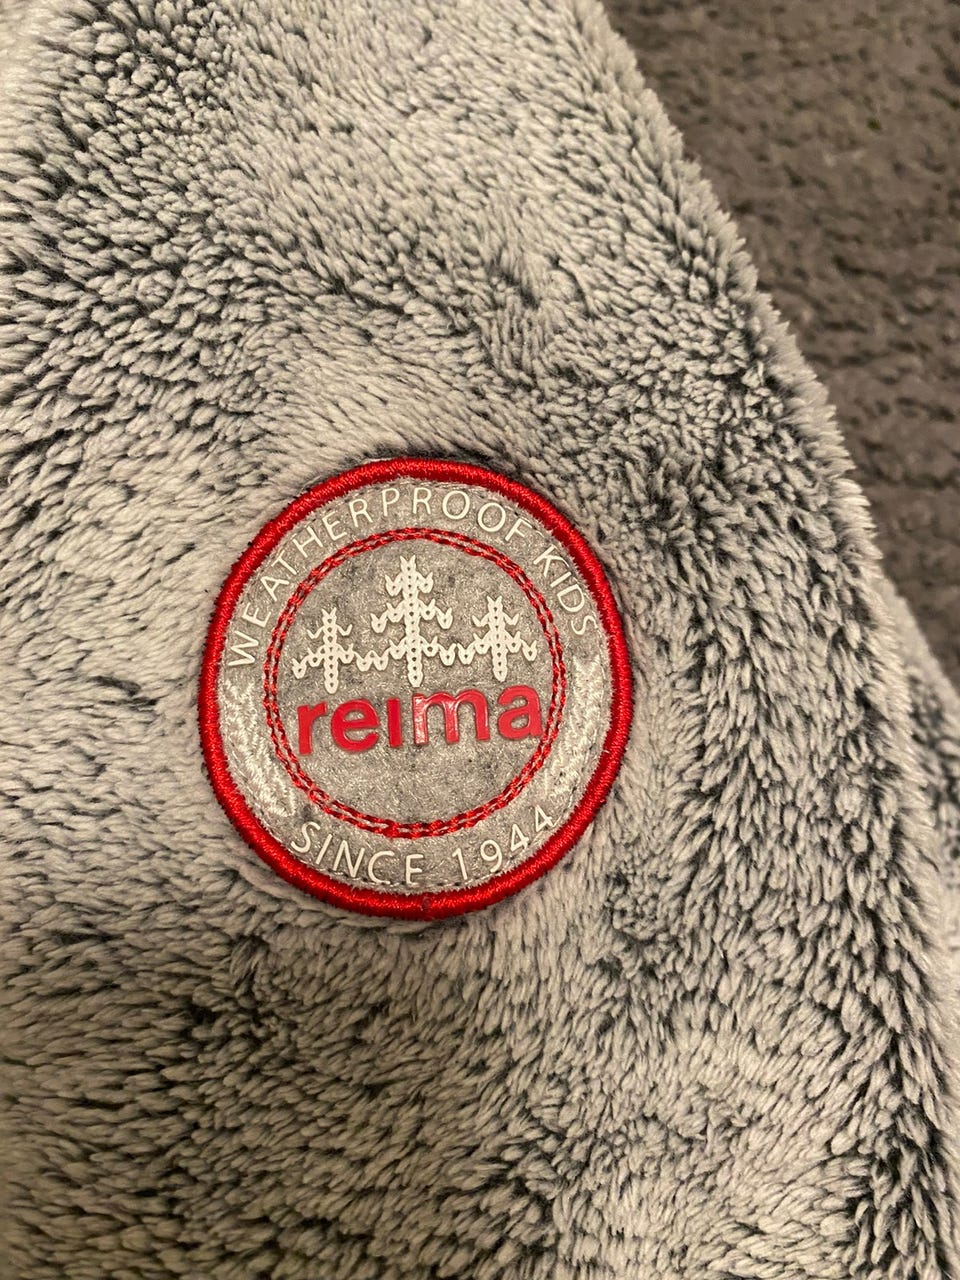 WEATHERPROOF KIDS
reima
SINCE 1944